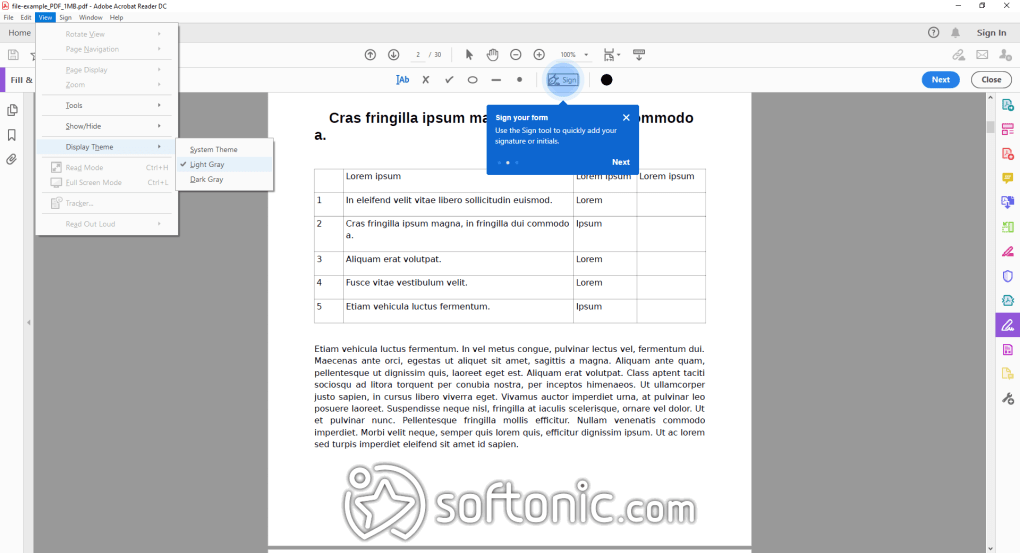 file-example_PDF_1MB.pdf - Adobe Acrobat Reader DC
File Edit View Sign Window Help
Home
Sign In
2 / 30
100%
Fill &
Ab
Sign
Next
Close
Rotate View
Page Navigation
Page Display
Zoom
Tools
Show/Hide
Display Theme
Read Mode Ctrl+H
Full Screen Mode Ctrl+L
Tracker...
Read Out Loud
System Theme
Light Gray
Dark Gray
Sign your form
Use the Sign tool to quickly add your
signature or initials.
Next
Cras fringilla ipsum ma ommodo
a.
Lorem ipsum Lorem ipsum Lorem ipsum
1 In eleifend velit vitae libero sollicitudin euismod. Lorem
2 Cras fringilla ipsum magna, in fringilla dui commodo Ipsum
a.
3 Aliquam erat volutpat. Lorem
4 Fusce vitae vestibulum velit. Lorem
5 Etiam vehicula luctus fermentum. Ipsum
Etiam vehicula luctus fermentum. In vel metus congue, pulvinar lectus vel, fermentum dui.
Maecenas ante orci, egestas ut aliquet sit amet, sagittis a magna. Aliquam ante quam,
pellentesque ut dignissim quis, laoreet eget est. Aliquam erat volutpat. Class aptent taciti
sociosqu ad litora torquent per conubia nostra, per inceptos himenaeos. Ut ullamcorper
justo sapien, in cursus libero viverra eget. Vivamus auctor imperdiet urna, at pulvinar leo
posuere laoreet. Suspendisse neque nisl, fringilla at iaculis scelerisque, ornare vel dolor. Ut
et pulvinar nunc. Pellentesque fringilla mollis efficitur. Nullam venenatis commodo
imperdiet. Morbi velit neque, semper quis lorem quis, efficitur dignissim ipsum. Ut ac lorem
sed turpis imperdiet eleifend sit amet id sapien.
softonic.com